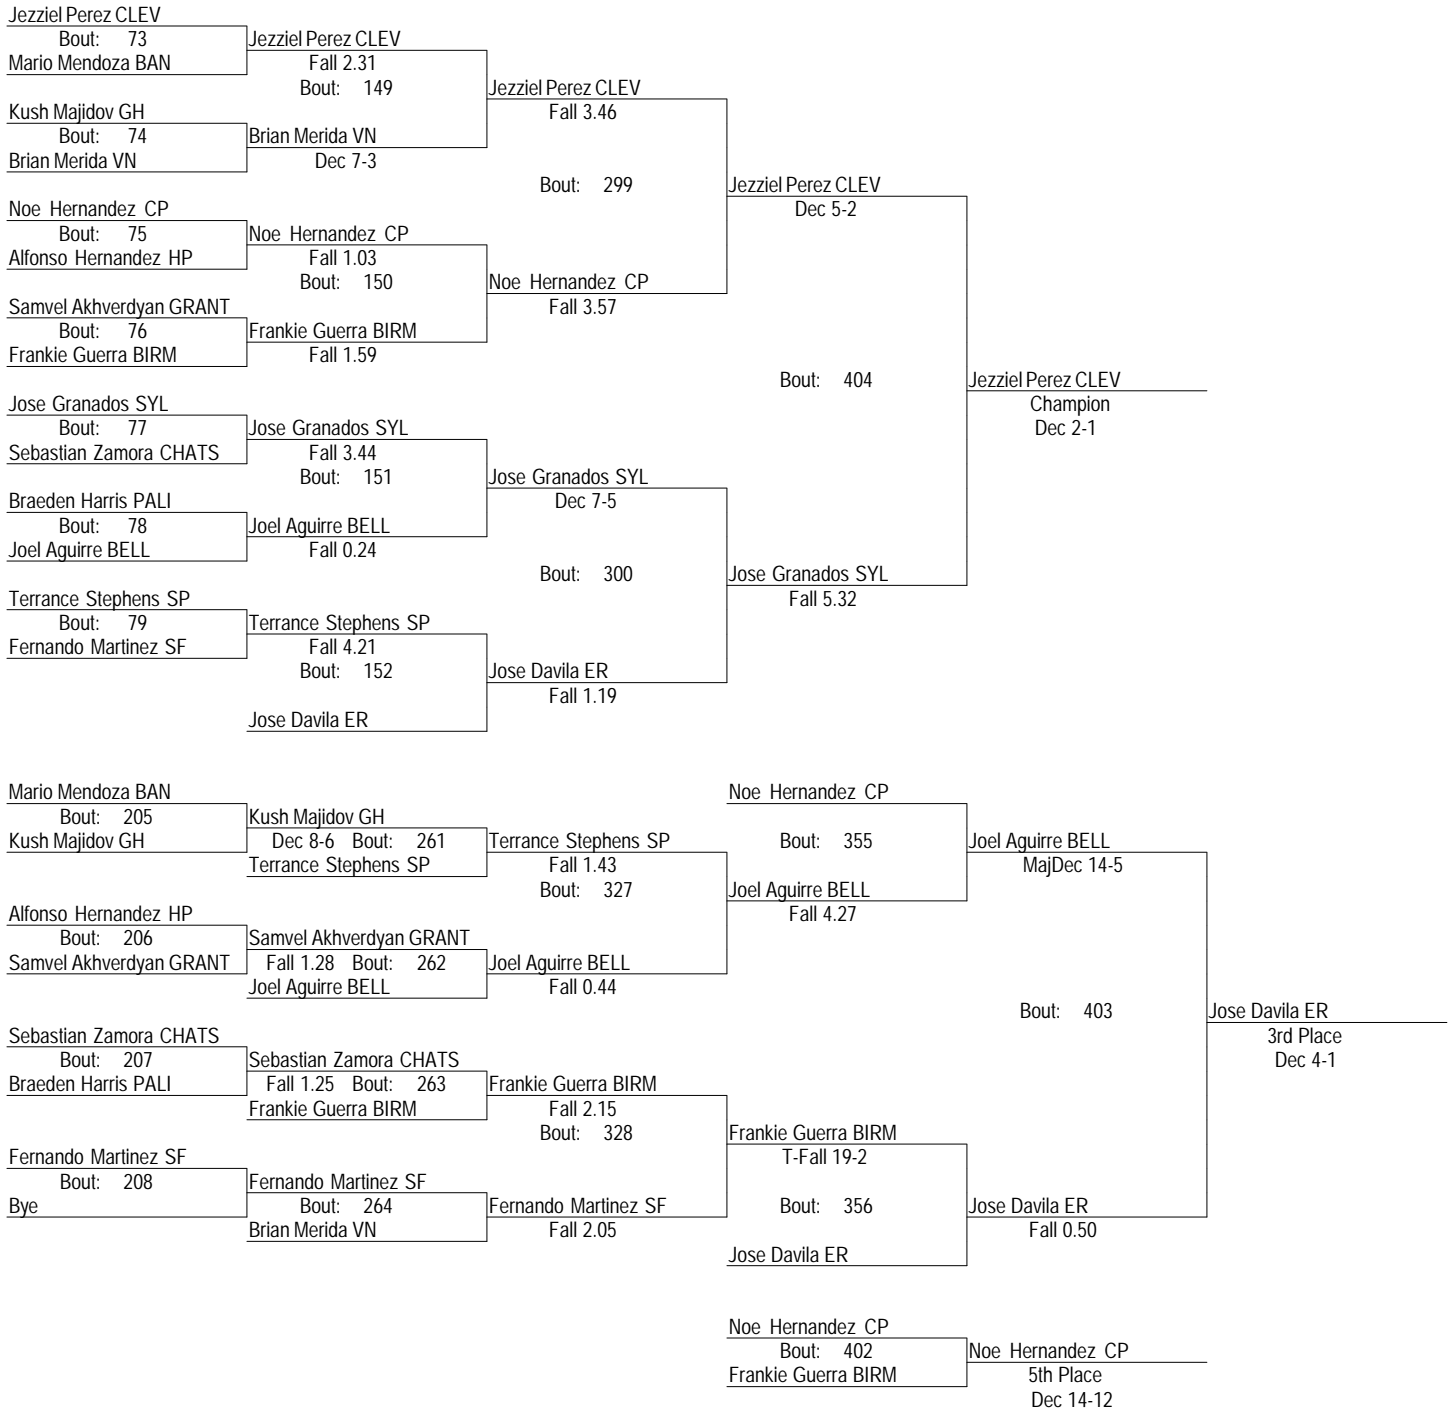 Jezziel Perez CLEV
Bout: 73
Mario Mendoza BAN
Jezziel Perez CLEV
Fall 2.31
Bout: 149
Kush Majidov GH
Bout: 74
Brian Merida VN
Brian Merida VN
Dec 7-3
Jezziel Perez CLEV
Fall 3.46
Bout: 299
Noe Hernandez CP
Bout: 75
Alfonso Hernandez HP
Noe Hernandez CP
Fall 1.03
Bout: 150
Samvel Akhverdyan GRANT
Bout: 76
Frankie Guerra BIRM
Frankie Guerra BIRM
Fall 1.59
Noe Hernandez CP
Fall 3.57
Jezziel Perez CLEV
Dec 5-2
Bout: 404
Jezziel Perez CLEV
Champion
Dec 2-1
Jose Granados SYL
Bout: 77
Sebastian Zamora CHATS
Jose Granados SYL
Fall 3.44
Bout: 151
Braeden Harris PALI
Bout: 78
Joel Aguirre BELL
Joel Aguirre BELL
Fall 0.24
Jose Granados SYL
Dec 7-5
Bout: 300
Terrance Stephens SP
Bout: 79
Fernando Martinez SF
Terrance Stephens SP
Fall 4.21
Bout: 152
Jose Davila ER
Jose Davila ER
Fall 1.19
Jose Granados SYL
Fall 5.32
Mario Mendoza BAN
Bout: 205
Kush Majidov GH
Kush Majidov GH
Dec 8-6 Bout: 261
Terrance Stephens SP
Terrance Stephens SP
Fall 1.43
Bout: 327
Alfonso Hernandez HP
Bout: 206
Samvel Akhverdyan GRANT
Samvel Akhverdyan GRANT
Fall 1.28 Bout: 262
Joel Aguirre BELL
Joel Aguirre BELL
Fall 0.44
Noe Hernandez CP
Bout: 355
Joel Aguirre BELL
Fall 4.27
Joel Aguirre BELL
MajDec 14-5
Bout: 403
Jose Davila ER
3rd Place
Dec 4-1
Sebastian Zamora CHATS
Bout: 207
Braeden Harris PALI
Sebastian Zamora CHATS
Fall 1.25 Bout: 263
Frankie Guerra BIRM
Frankie Guerra BIRM
Fall 2.15
Bout: 328
Fernando Martinez SF
Bout: 208
Bye
Fernando Martinez SF
Bout: 264
Brian Merida VN
Fernando Martinez SF
Fall 2.05
Frankie Guerra BIRM
T-Fall 19-2
Bout: 356
Jose Davila ER
Jose Davila ER
Fall 0.50
Noe Hernandez CP
Bout: 402
Frankie Guerra BIRM
Noe Hernandez CP
5th Place
Dec 14-12